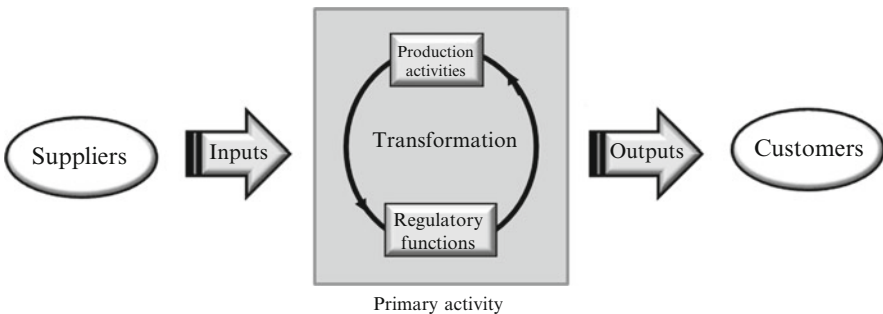 Suppliers
Inputs
Production
activities
Transformation
Regulatory
functions
Outputs
Customers
Primary activity